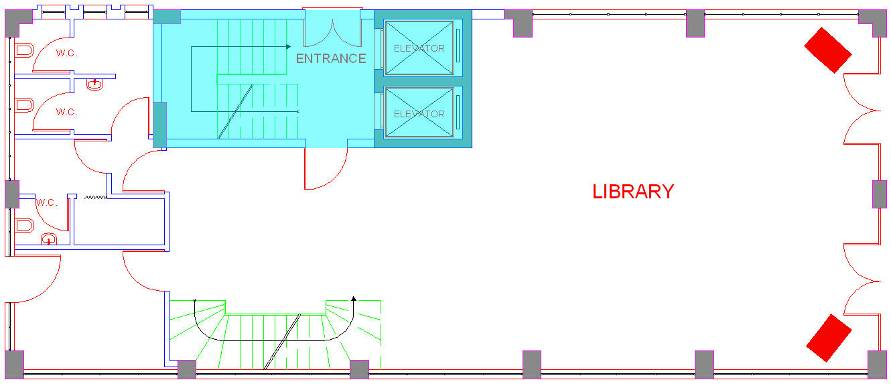 W.C.
ENTRANCE
ELEVATOR
W.C.
ELEVATOR
W.C.
LIBRARY